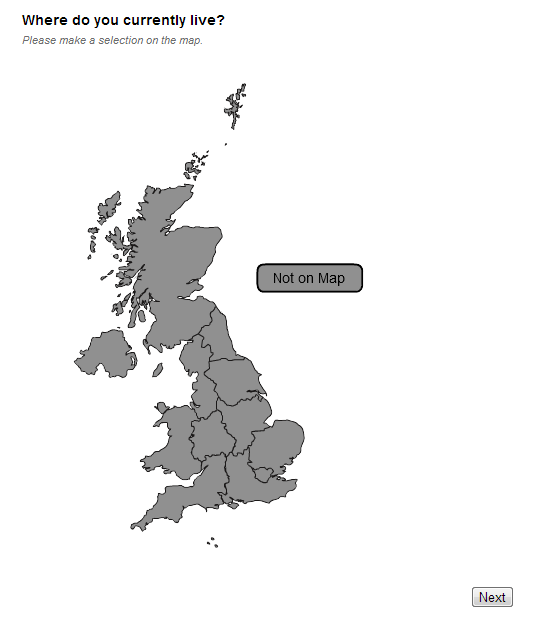 Where do you currently live?
Please make a selection on the map.
Not on Map
Next